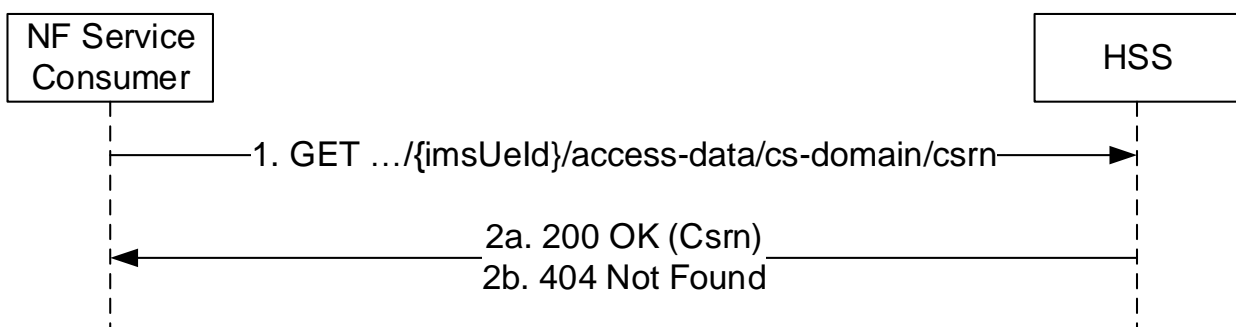 NF Service
Consumer
HSS
1. GET …/{imsUeId}/access-data/cs-domain/csrn
2a. 200 OK (Csrn)
2b. 404 Not Found